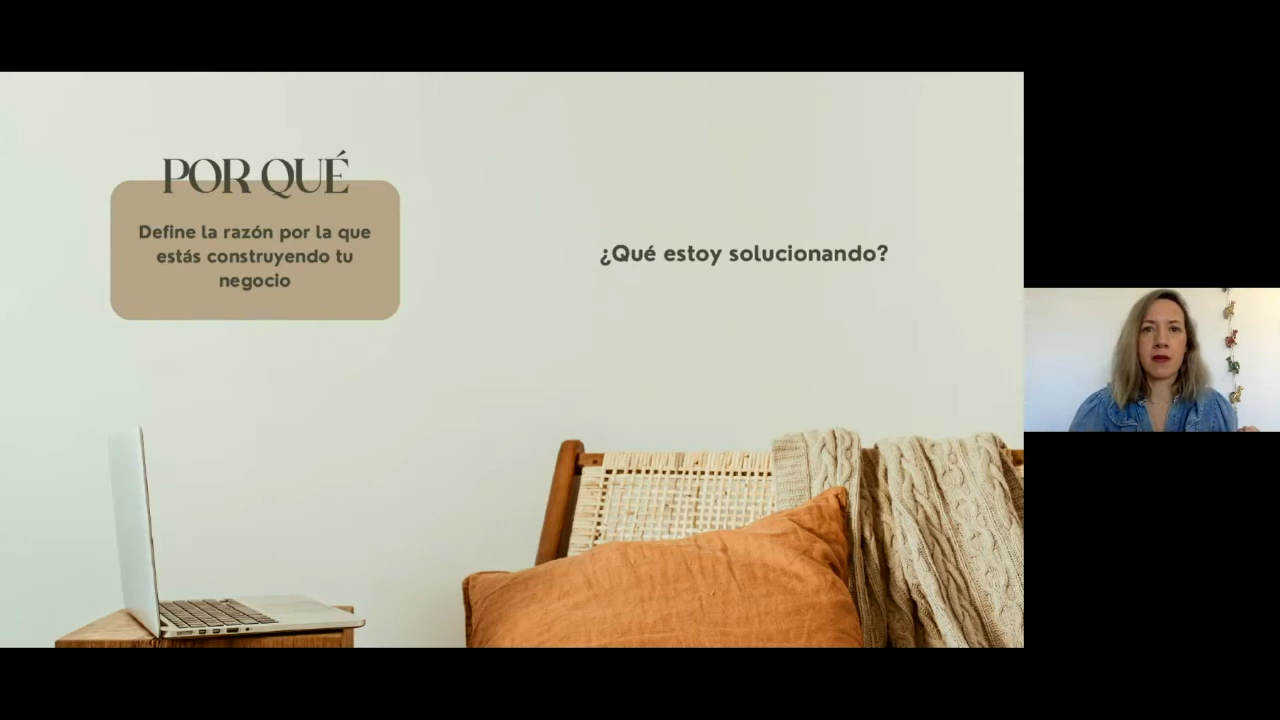 POR QUÉ
Define la razón por la que
estás construyendo tu
negocio
¿Qué estoy solucionando?